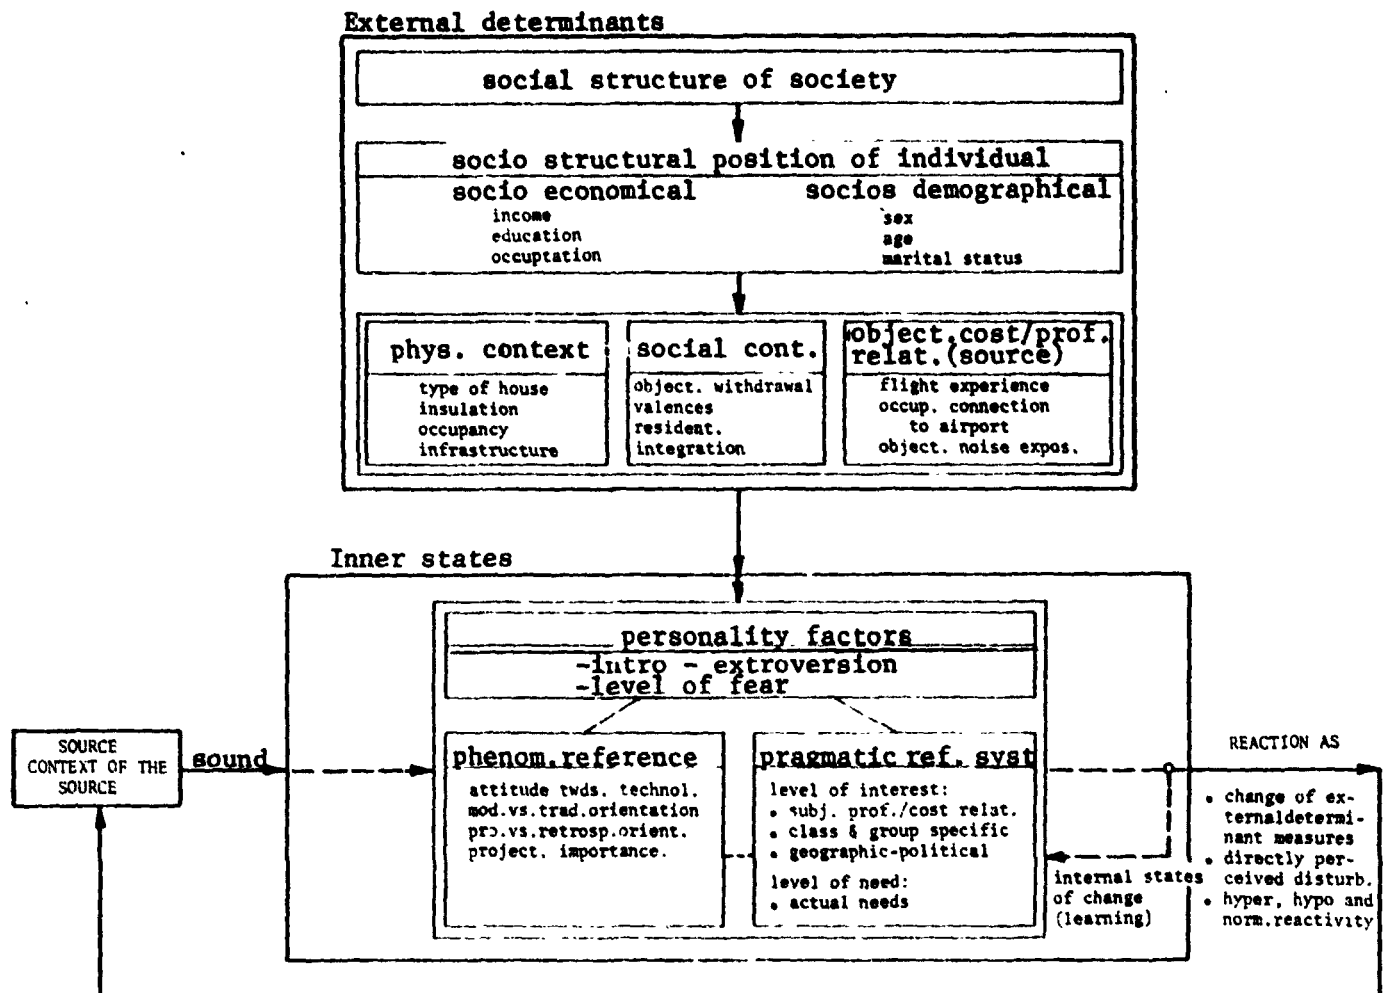 External determinants
social structure of society
socio structural position of individual
socio economical
income
education
occuptation
socios demographical
sex
age
marital status
phys. context
type of house
insulation
occupancy
infrastructure
social cont.
object. withdrawal
valences
resident.
integration
object.cost/prof.
relat.(source)
flight experience
occup. connection
to airport
object. noise expos.
Inner states
personality factors
-intro - extroversion
-level of fear
SOURCE
CONTEXT OF THE
SOURCE
sound
phenom.reference
attitude twds. technol.
mod.vs.trad.orientation
pro.vs.retrosp.orient.
project. importance.
pragmatic ref. syst
level of interest:
• subj. prof./cost relat.
• class & group specific
• geographic-political
level of need:
• actual needs
internal states
of change
(learning)
REACTION AS
• change of ex-
ternaldetermi-
nant measures
• directly per-
ceived disturb.
• hyper, hypo and
norm.reactivity